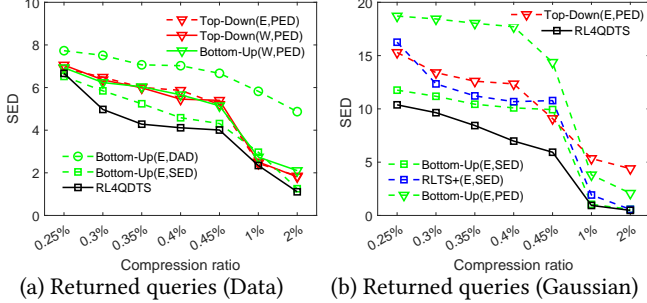 10
8
6
4
2
0
SED
Top-Down(E,PED)
Top-Down(W,PED)
Bottom-Up(W,PED)
Bottom-Up(E,DAD)
Bottom-Up(E,SED)
RL4QDTS
0.25% 0.3% 0.35% 0.4% 0.45% 1% 2%
Compression ratio
(a) Returned queries (Data)
20
15
10
5
0
SED
Top-Down(E,PED)
RL4QDTS
Bottom-Up(E,SED)
RLTS+(E,SED)
Bottom-Up(E,PED)
0.25% 0.3% 0.35% 0.4% 0.45% 1% 2%
Compression ratio
(b) Returned queries (Gaussian)